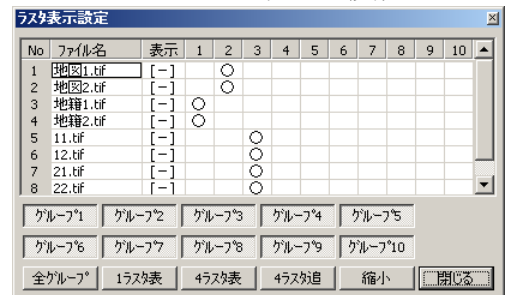 ラスタ表示設定
No ファイル名 表示 1 2 3 4 5 6 7 8 9 10
1 地図1.tif [-] ○
2 地図2.tif [-] ○
3 地籍1.tif [-] ○
4 地籍2.tif [-] ○
5 11.tif [-] ○
6 12.tif [-] ○
7 21.tif [-] ○
8 22.tif [-] ○
グループ1 グループ2 グループ3 グループ4 グループ5
グループ6 グループ7 グループ8 グループ9 グループ10
全グループ 1ラスタ表 4ラスタ表 4ラスタ追 縮小 閉じる